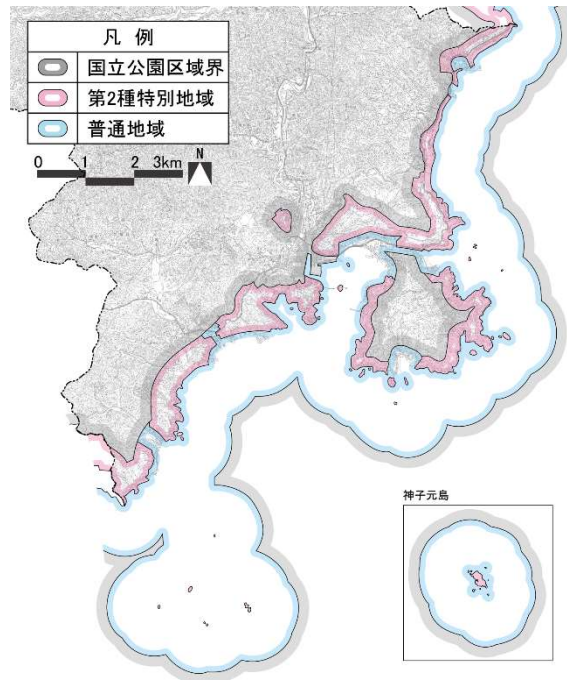 凡 例
国立公園区域界
第2種特別地域
普通地域
0 1 2 3km
N
神子元島